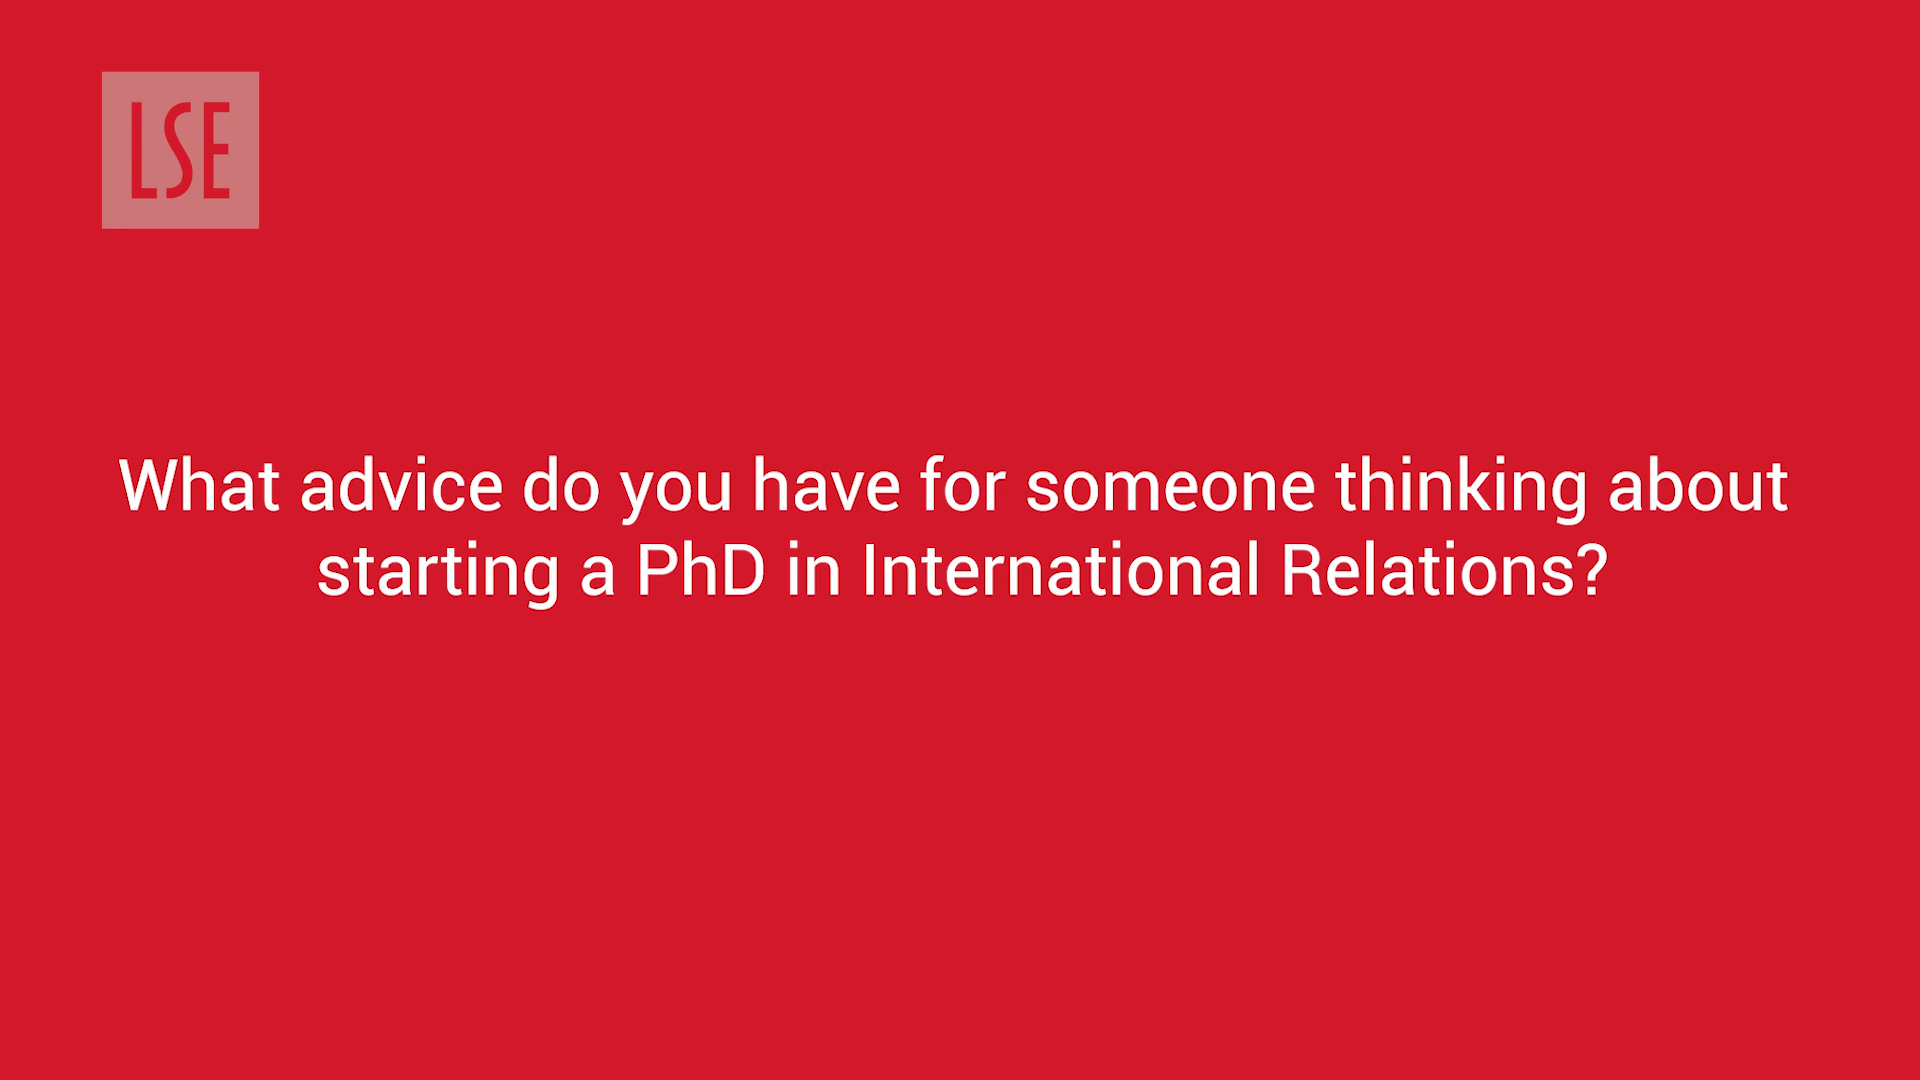 LSE
What advice do you have for someone thinking about
starting a PhD in International Relations?